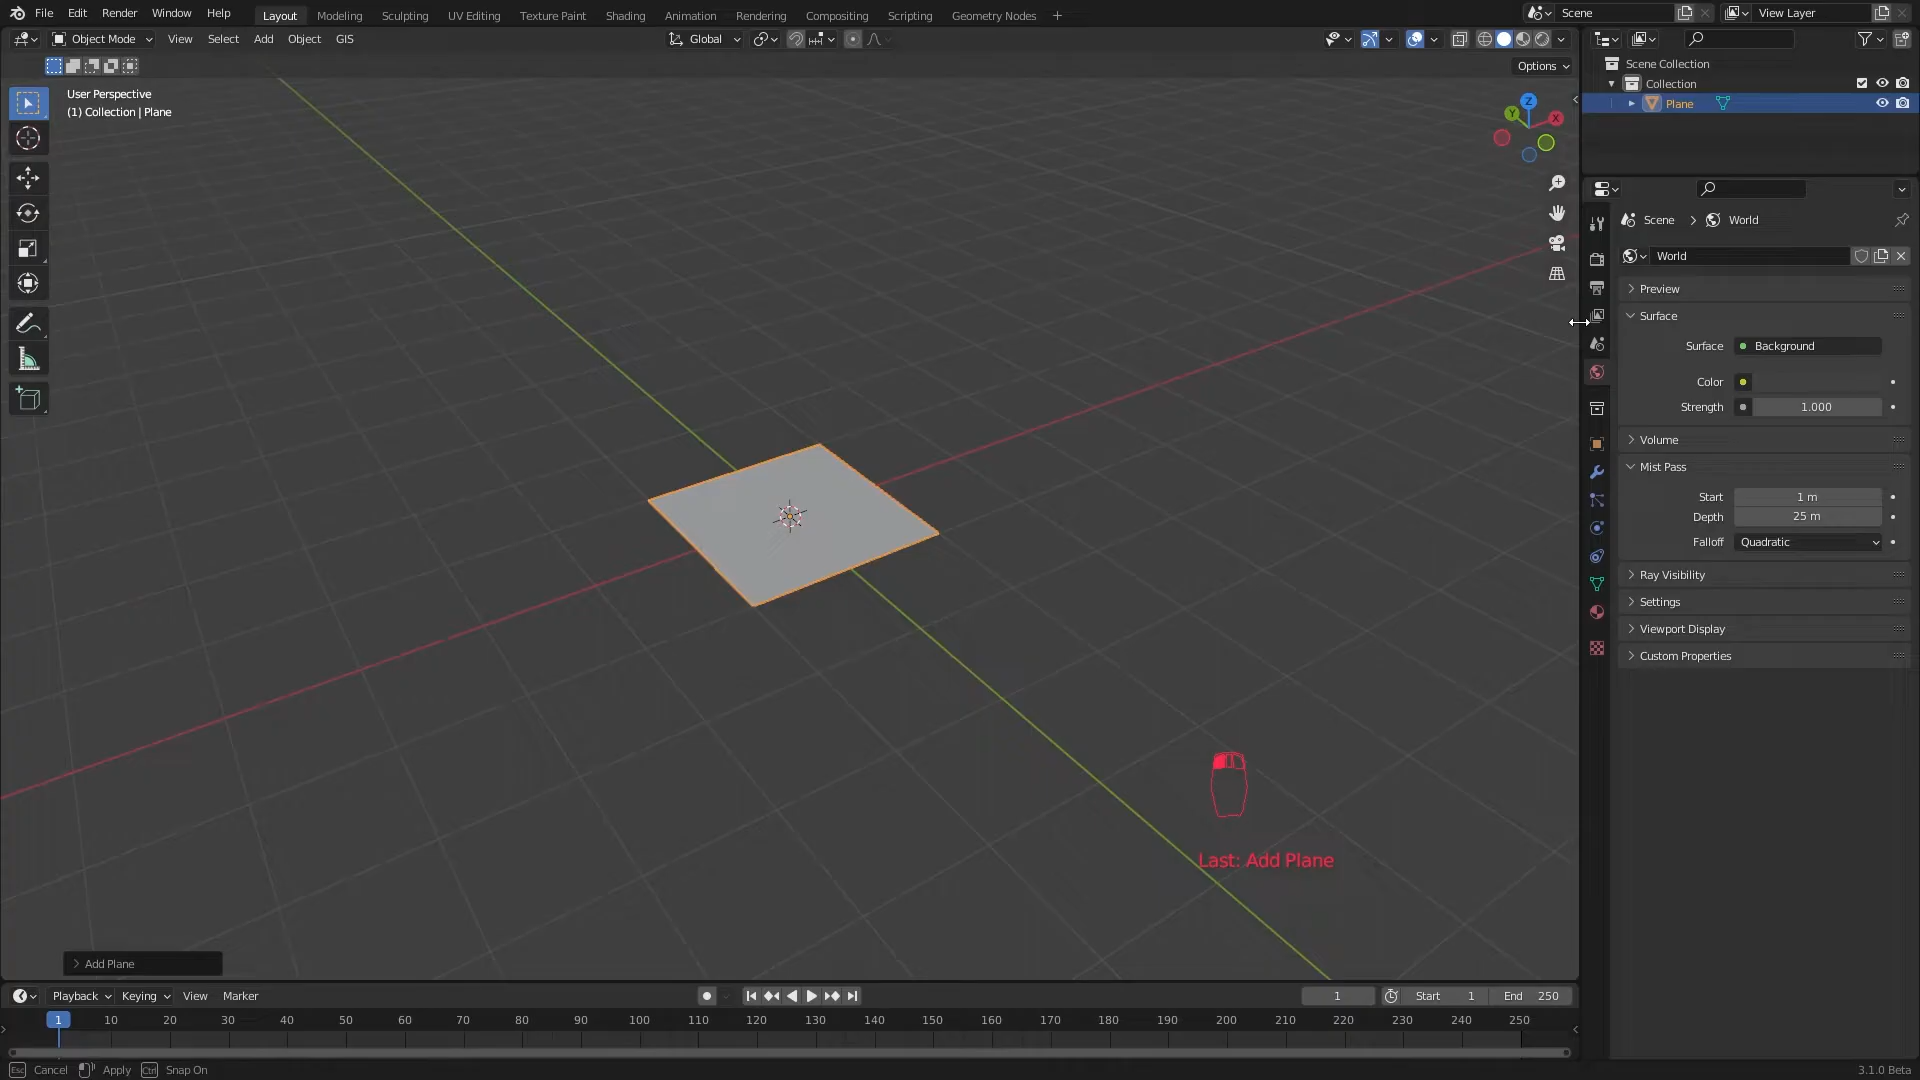 File Edit Render Window Help Layout Modeling Sculpting UV Editing Texture Paint Shading Animation Rendering Compositing Scripting Geometry Nodes + Scene View Layer
Object Mode View Select Add Object GIS Global
Options
User Perspective
(1) Collection | Plane
Z
Y
X
Scene Collection
Collection
Plane
Scene > World
World
Preview
Surface
Surface Background
Color
Strength 1.000
Volume
Mist Pass
Start 1 m
Depth 25 m
Falloff Quadratic
Ray Visibility
Settings
Viewport Display
Custom Properties
Last: Add Plane
> Add Plane
Playback Keying View Marker 1 Start 1 End 250
1 10 20 30 40 50 60 70 80 90 100 110 120 130 140 150 160 170 180 190 200 210 220 230 240 250
Esc Cancel Apply Ctrl Snap On 3.1.0 Beta